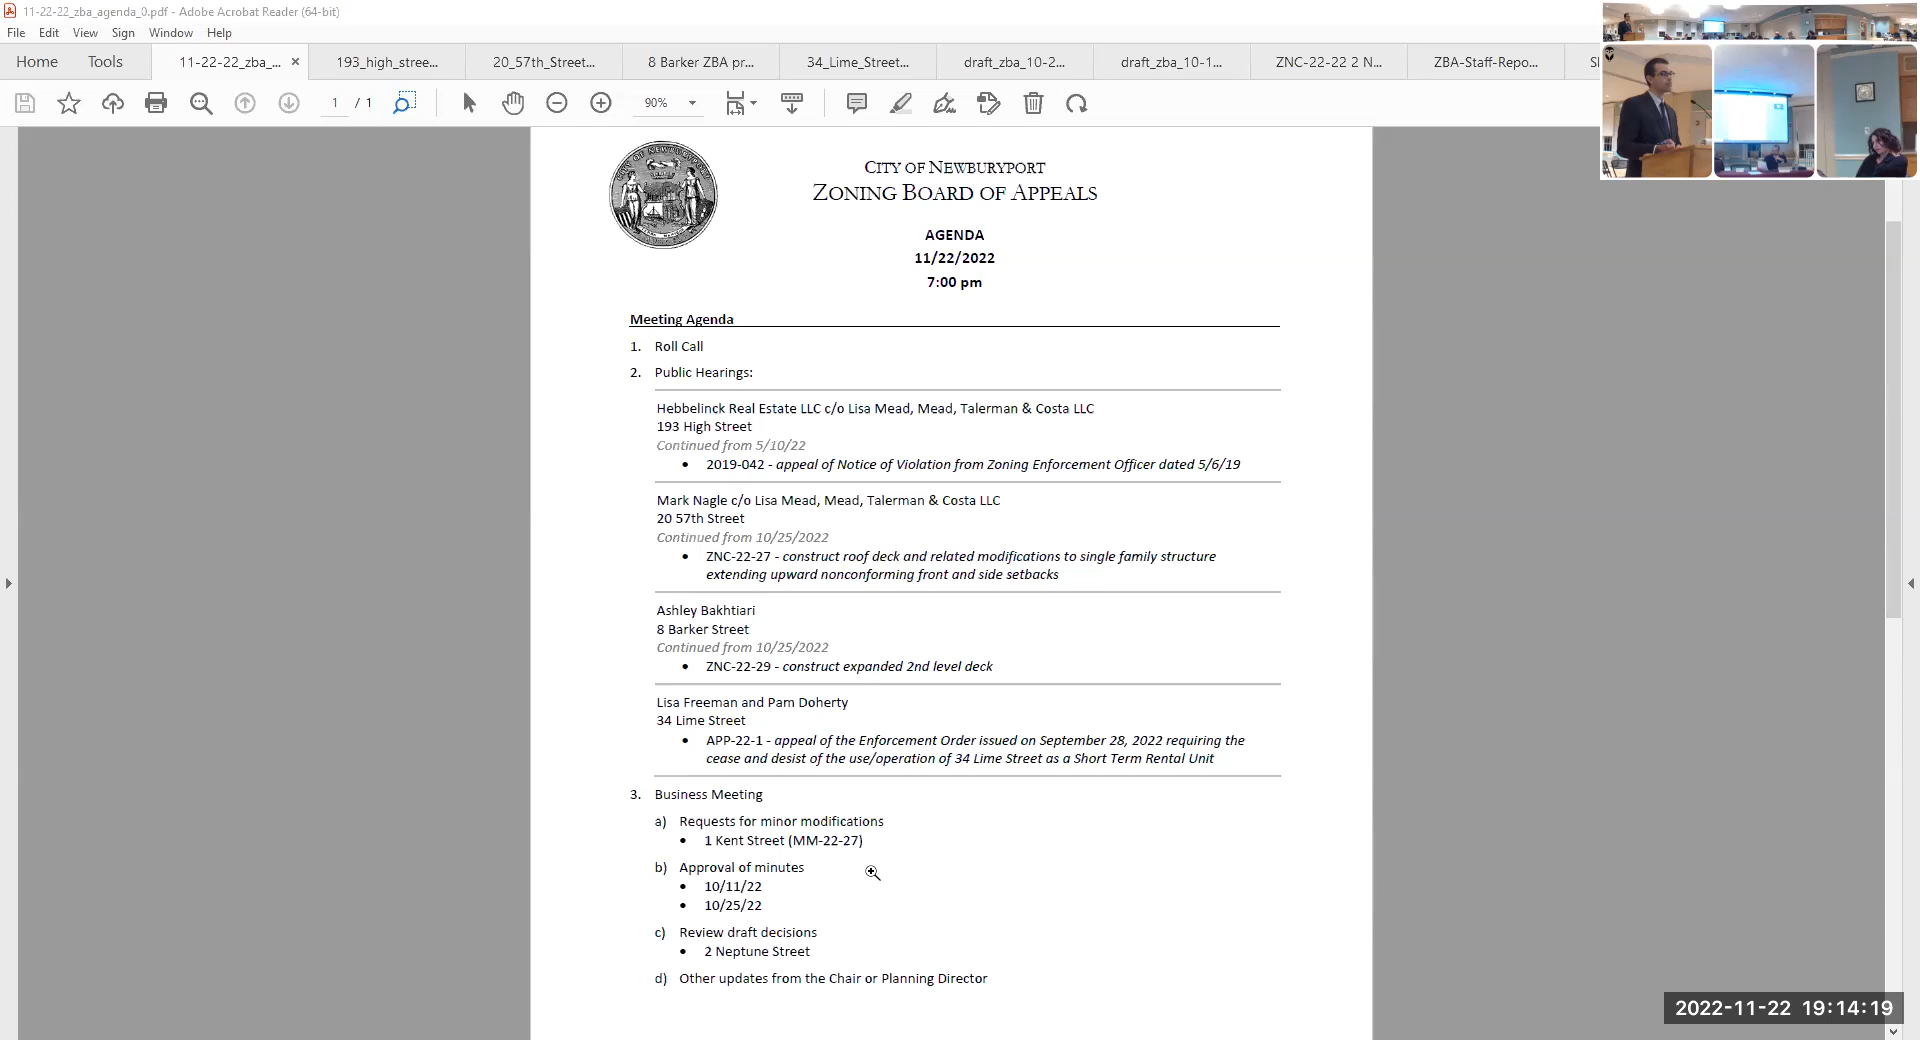 11-22-22_zba_agenda_0.pdf - Adobe Acrobat Reader (64-bit)
File Edit View Sign Window Help
Home Tools 11-22-22_zba_... × 193_high_stree... 20_57th_Street... 8 Barker ZBA pr... 34_Lime_Street... draft_zba_10-2... draft_zba_10-1... ZNC-22-22 2 N... ZBA-Staff-Repo...
1 / 1 90%
CITY OF NEWBURYPORT
ZONING BOARD OF APPEALS
AGENDA
11/22/2022
7:00 pm
Meeting Agenda
1. Roll Call
2. Public Hearings:
Hebbelinck Real Estate LLC c/o Lisa Mead, Mead, Talerman & Costa LLC
193 High Street
Continued from 5/10/22
• 2019-042 - appeal of Notice of Violation from Zoning Enforcement Officer dated 5/6/19
Mark Nagle c/o Lisa Mead, Mead, Talerman & Costa LLC
20 57th Street
Continued from 10/25/2022
• ZNC-22-27 - construct roof deck and related modifications to single family structure
extending upward nonconforming front and side setbacks
Ashley Bakhtiari
8 Barker Street
Continued from 10/25/2022
• ZNC-22-29 - construct expanded 2nd level deck
Lisa Freeman and Pam Doherty
34 Lime Street
• APP-22-1 - appeal of the Enforcement Order issued on September 28, 2022 requiring the
cease and desist of the use/operation of 34 Lime Street as a Short Term Rental Unit
3. Business Meeting
a) Requests for minor modifications
• 1 Kent Street (MM-22-27)
b) Approval of minutes
• 10/11/22
• 10/25/22
c) Review draft decisions
• 2 Neptune Street
d) Other updates from the Chair or Planning Director
2022-11-22 19:14:19